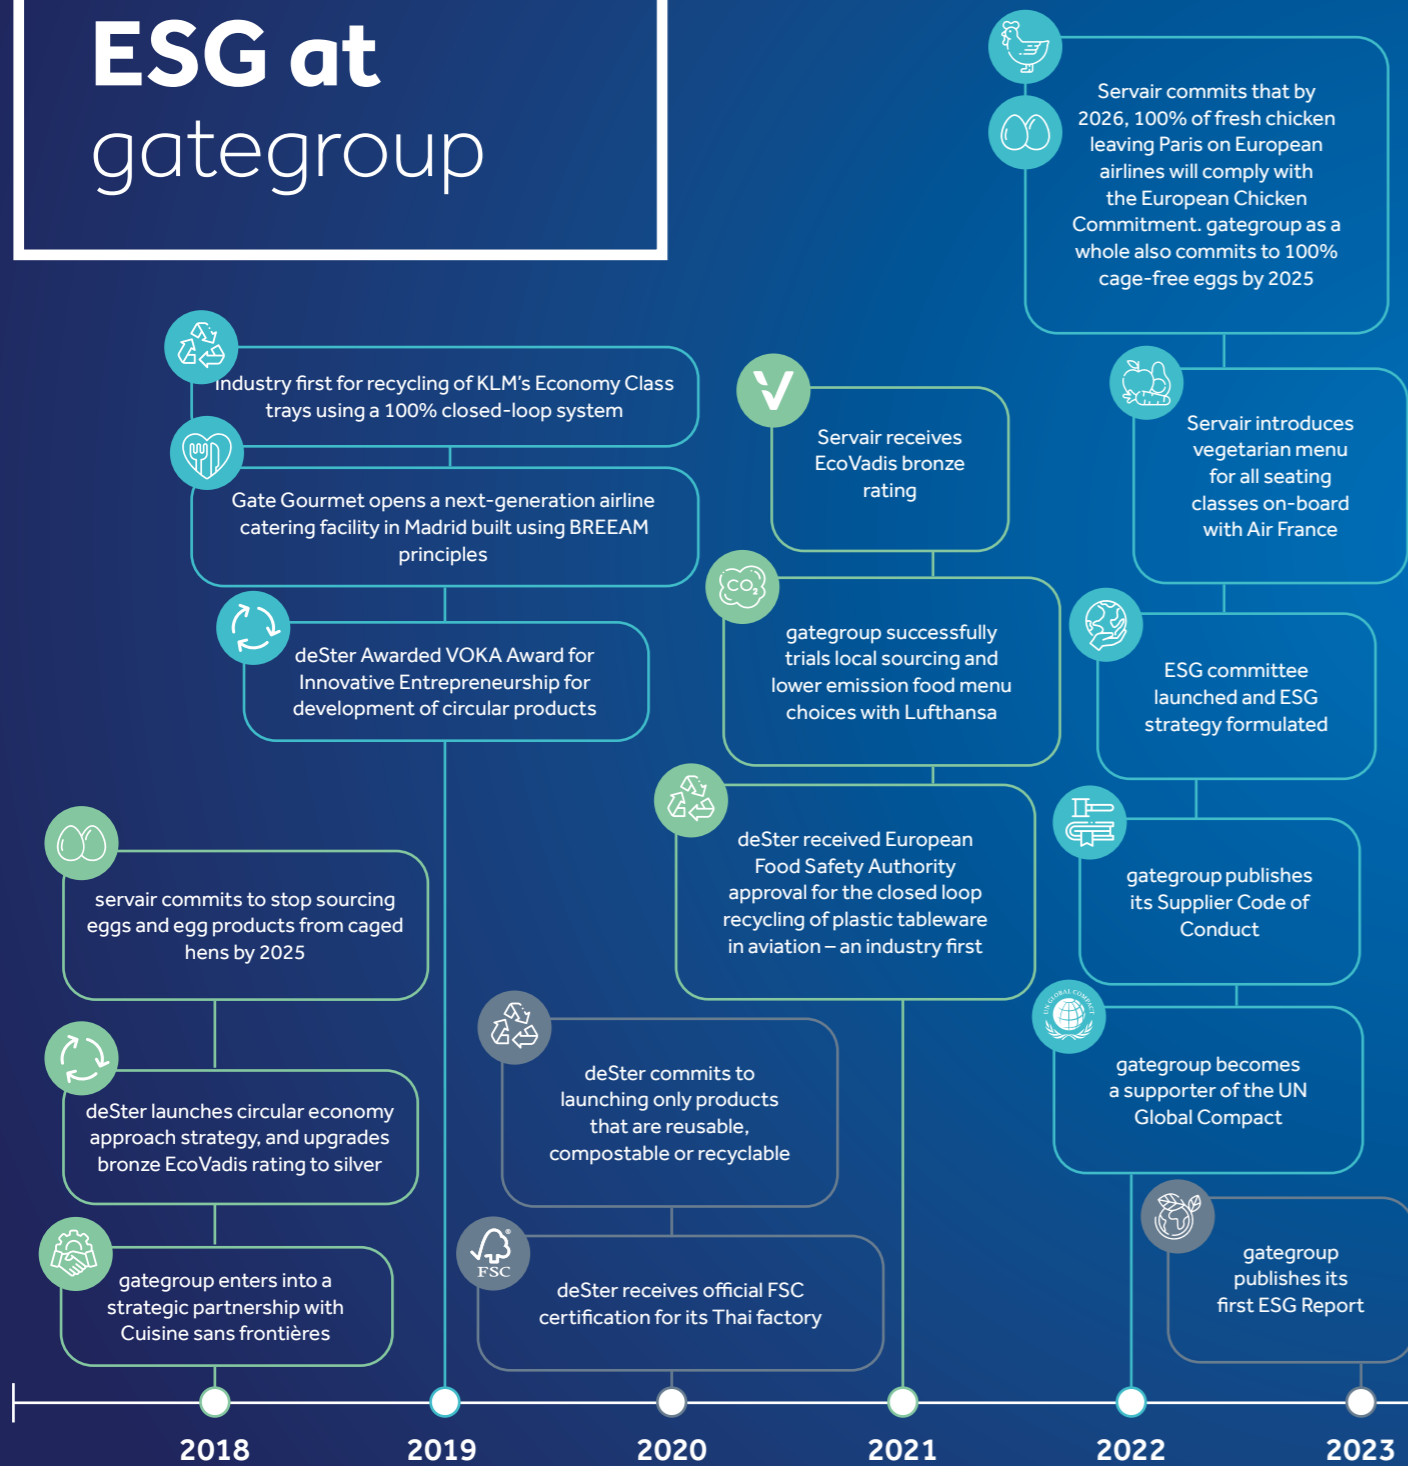 ESG at
gategroup
Servair commits that by
2026, 100% of fresh chicken
leaving Paris on European
airlines will comply with
the European Chicken
Commitment. gategroup as a
whole also commits to 100%
cage-free eggs by 2025
Industry first for recycling of KLM's Economy Class
trays using a 100% closed-loop system
Gate Gourmet opens a next-generation airline
catering facility in Madrid built using BREEAM
principles
deSter Awarded VOKA Award for
Innovative Entrepreneurship for
development of circular products
Servair receives
EcoVadis bronze
rating
CO₂
gategroup successfully
trials local sourcing and
lower emission food menu
choices with Lufthansa
deSter received European
Food Safety Authority
approval for the closed loop
recycling of plastic tableware
in aviation – an industry first
Servair introduces
vegetarian menu
for all seating
classes on-board
with Air France
ESG committee
launched and ESG
strategy formulated
gategroup publishes
its Supplier Code of
Conduct
UN GLOBAL COMPACT
gategroup becomes
a supporter of the UN
Global Compact
servair commits to stop sourcing
eggs and egg products from caged
hens by 2025
deSter launches circular economy
approach strategy, and upgrades
bronze EcoVadis rating to silver
gategroup enters into a
strategic partnership with
Cuisine sans frontières
deSter commits to
launching only products
that are reusable,
compostable or recyclable
®
FSC
deSter receives official FSC
certification for its Thai factory
gategroup
publishes its
first ESG Report
2018
2019
2020
2021
2022
2023